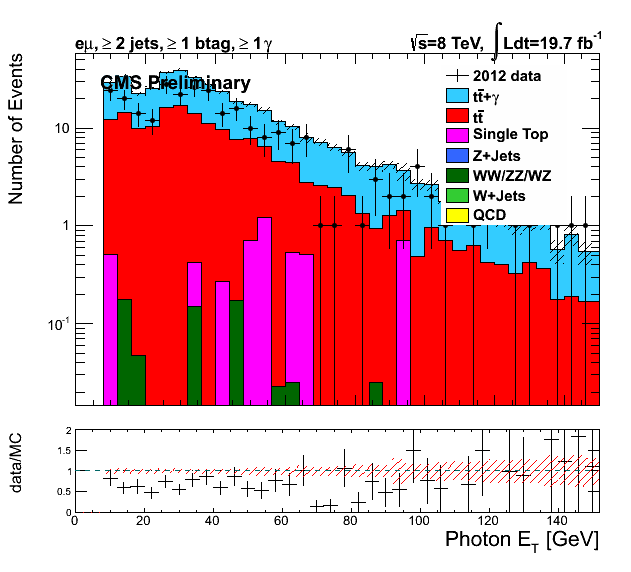 eμ, ≥ 2 jets, ≥ 1 btag, ≥ 1γ
√s=8 TeV, ∫ Ldt=19.7 fb⁻¹
CMS Preliminary
2012 data
tt̄+γ
tt̄
Single Top
Z+Jets
WW/ZZ/WZ
W+Jets
QCD
Number of Events
10
1
10⁻¹
data/MC
2
1.5
1
0.5
0
0 20 40 60 80 100 120 140
Photon E_T [GeV]